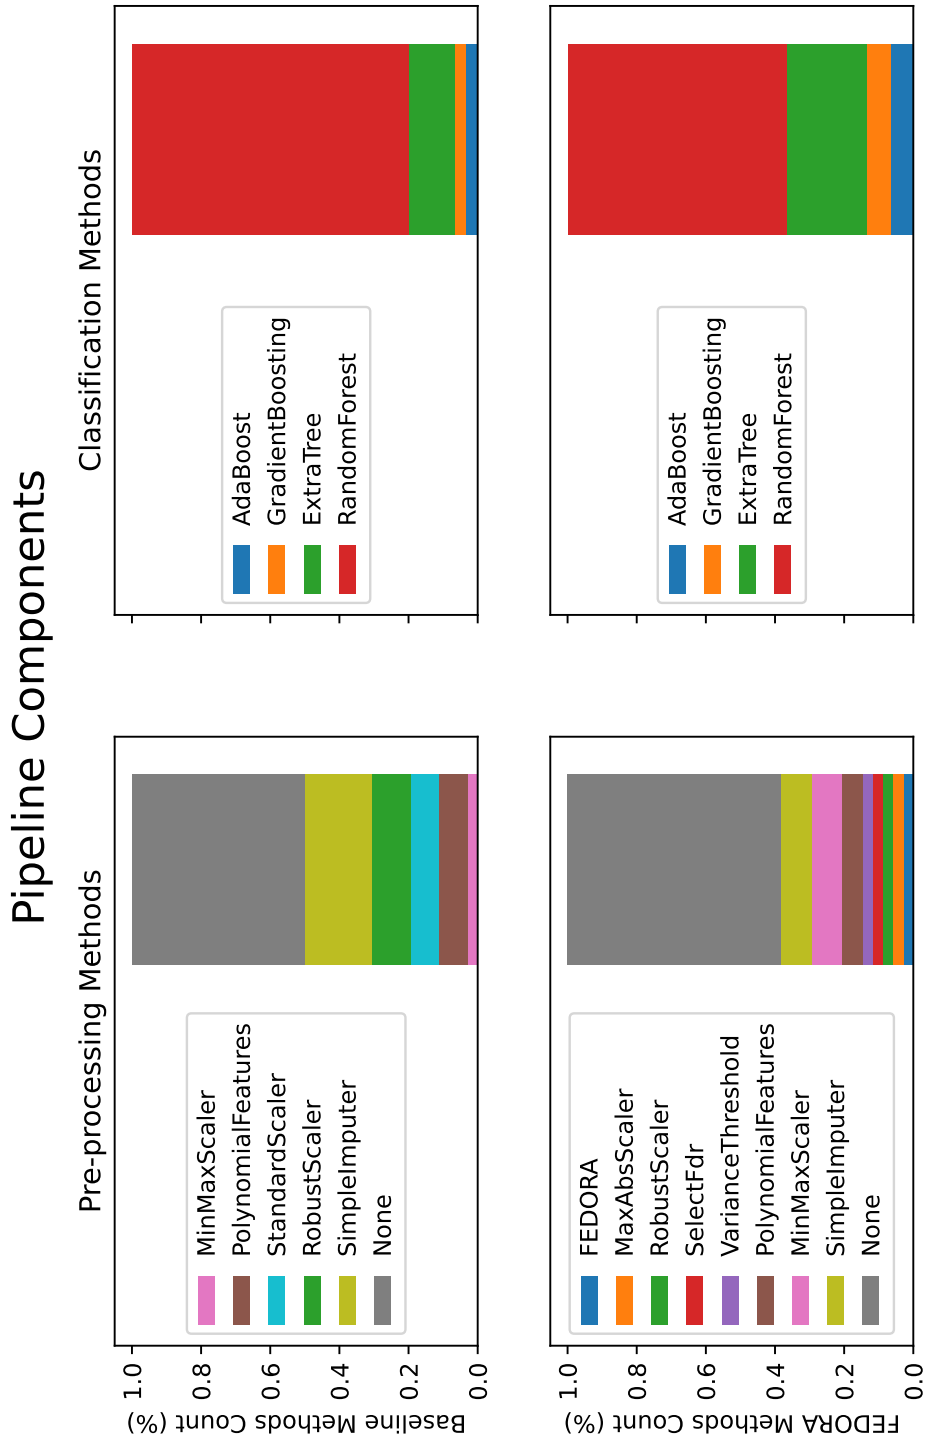 Pipeline Components
Pre-processing Methods
Baseline Methods Count (%)
1.0
0.8
0.6
0.4
0.2
0.0
MinMaxScaler
PolynomialFeatures
StandardScaler
RobustScaler
SimpleImputer
None
Classification Methods
AdaBoost
GradientBoosting
ExtraTree
RandomForest
FEDORA Methods Count (%)
1.0
0.8
0.6
0.4
0.2
0.0
FEDORA
MaxAbsScaler
RobustScaler
SelectFdr
VarianceThreshold
PolynomialFeatures
MinMaxScaler
SimpleImputer
None
AdaBoost
GradientBoosting
ExtraTree
RandomForest